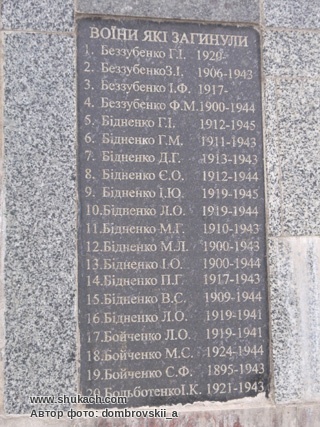 ВОЇНИ ЯКІ ЗАГИНУЛИ
1. Беззубенко Г.І. 1920-
2. Беззубенко З.І. 1906-1943
3. Беззубенко І.Ф. 1917-
4. Беззубенко Ф.М. 1900-1944
5. Бідненко Г.І. 1912-1945
6. Бідненко Г.М. 1911-1943
7. Бідненко Д.Г. 1913-1943
8. Бідненко Є.О. 1912-1944
9. Бідненко І.Ю. 1919-1945
10. Бідненко Л.О. 1919-1944
11. Бідненко М.Г. 1910-1943
12. Бідненко М.Л. 1900-1943
13. Бідненко І.О. 1900-1944
14. Бідненко П.Г. 1917-1943
15. Бідненко В.С. 1909-1944
16. Бідненко Л.О. 1919-1941
17. Бойченко Л.О. 1919-1941
18. Бойченко М.С. 1924-1944
19. Бойченко С.Ф. 1895-1943
20. Больботенко І.К. 1921-1943
www.shukach.com
Автор фото: dombrovskii_a